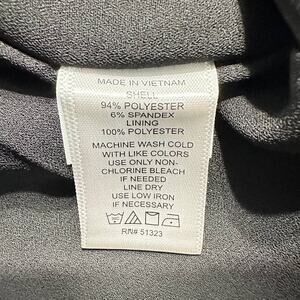 MADE IN VIETNAM
SHELL
94% POLYESTER
6% SPANDEX
LINING
100% POLYESTER
MACHINE WASH COLD
WITH LIKE COLORS
USE ONLY NON-
CHLORINE BLEACH
IF NEEDED
LINE DRY
USE LOW IRON
IF NECESSARY
RN# 51323